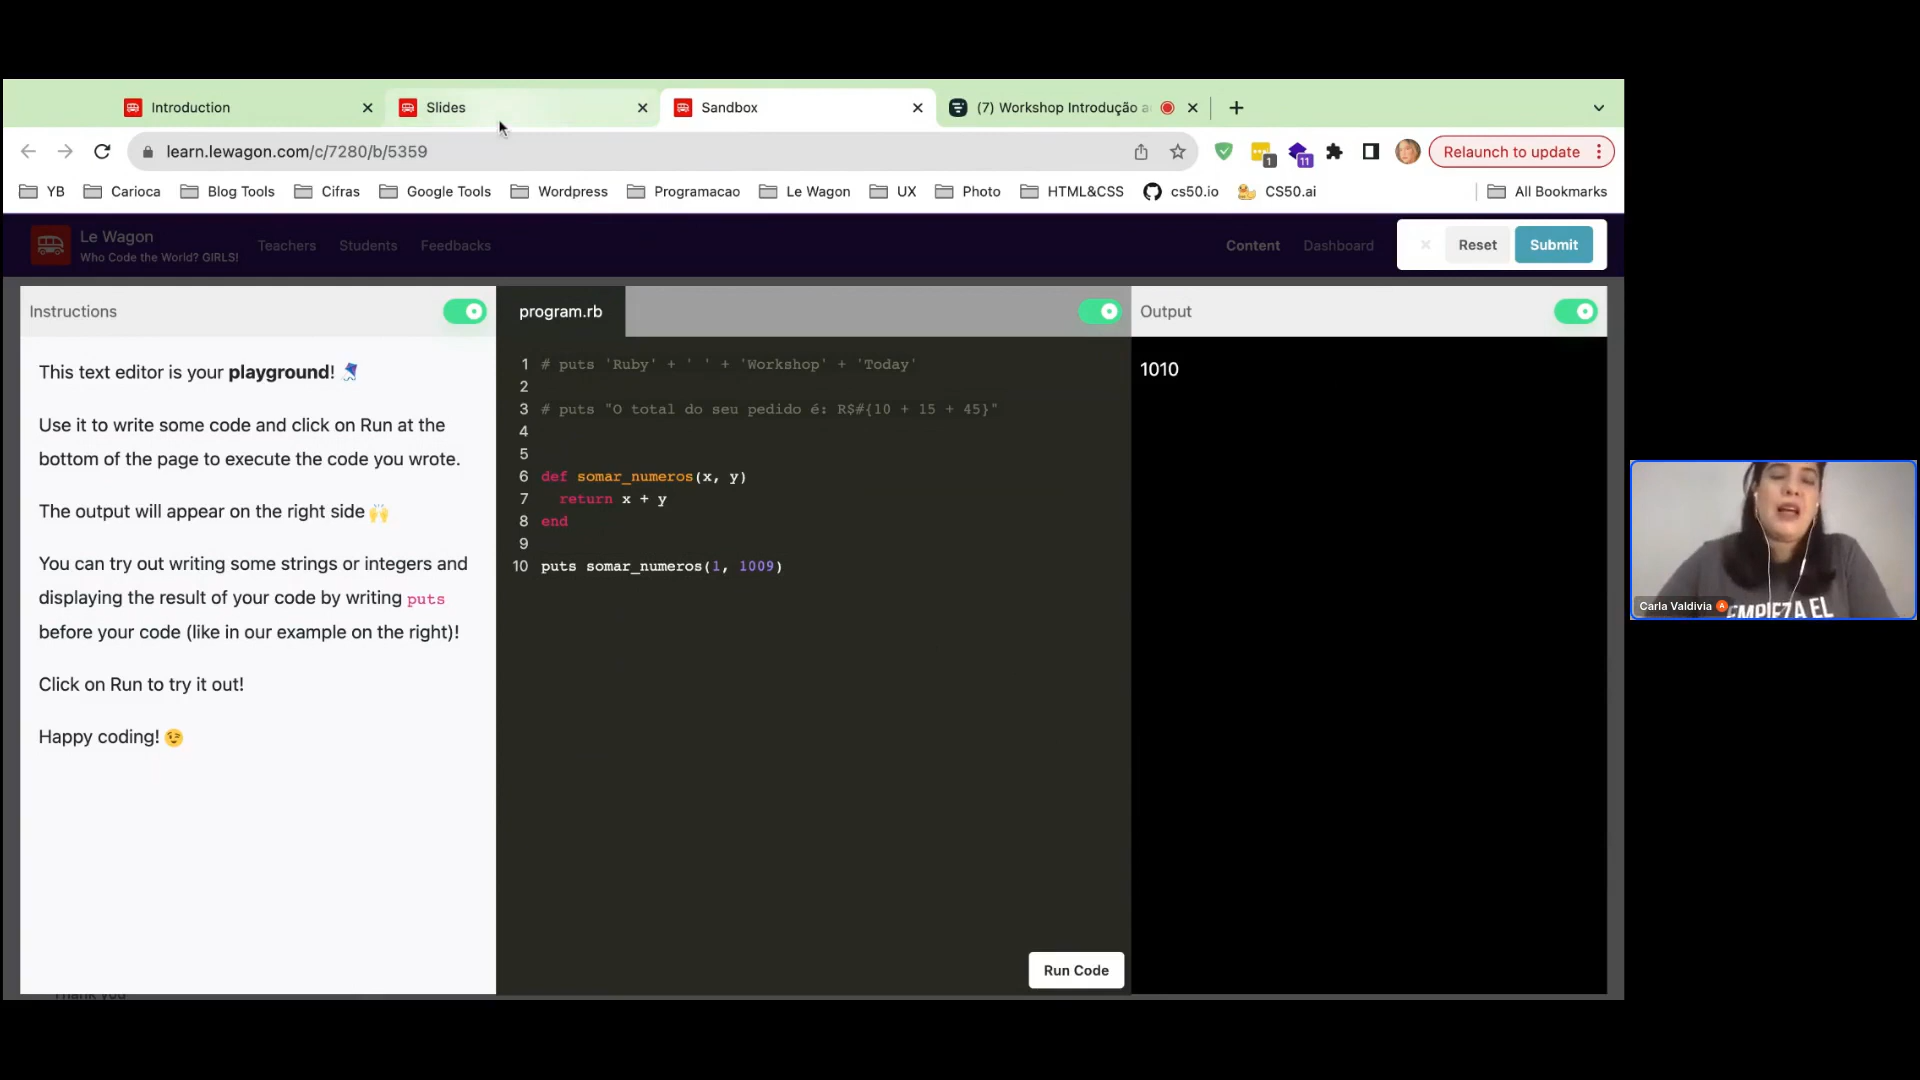 Introduction
Slides
Sandbox
(7) Workshop Introdução a
learn.lewagon.com/c/7280/b/5359
1
11
Relaunch to update
YB
Carioca
Blog Tools
Cifras
Google Tools
Wordpress
Programacao
Le Wagon
UX
Photo
HTML&CSS
cs50.io
CS50.ai
All Bookmarks
Le Wagon
Who Code the World? GIRLS!
Teachers
Students
Feedbacks
Content
Dashboard
Reset
Submit
Instructions
This text editor is your playground! 🪁
Use it to write some code and click on Run at the
bottom of the page to execute the code you wrote.
The output will appear on the right side 🙌
You can try out writing some strings or integers and
displaying the result of your code by writing puts
before your code (like in our example on the right)!
Click on Run to try it out!
Happy coding! 😉
Thank you
program.rb
1 # puts 'Ruby' + ' ' + 'Workshop' + 'Today'
2
3 # puts "O total do seu pedido é: R$#{10 + 15 + 45}"
4
5
6 def somar_numeros(x, y)
7 return x + y
8 end
9
10 puts somar_numeros(1, 1009)
Run Code
Output
1010
EMPIEZA EL
Carla Valdivia A